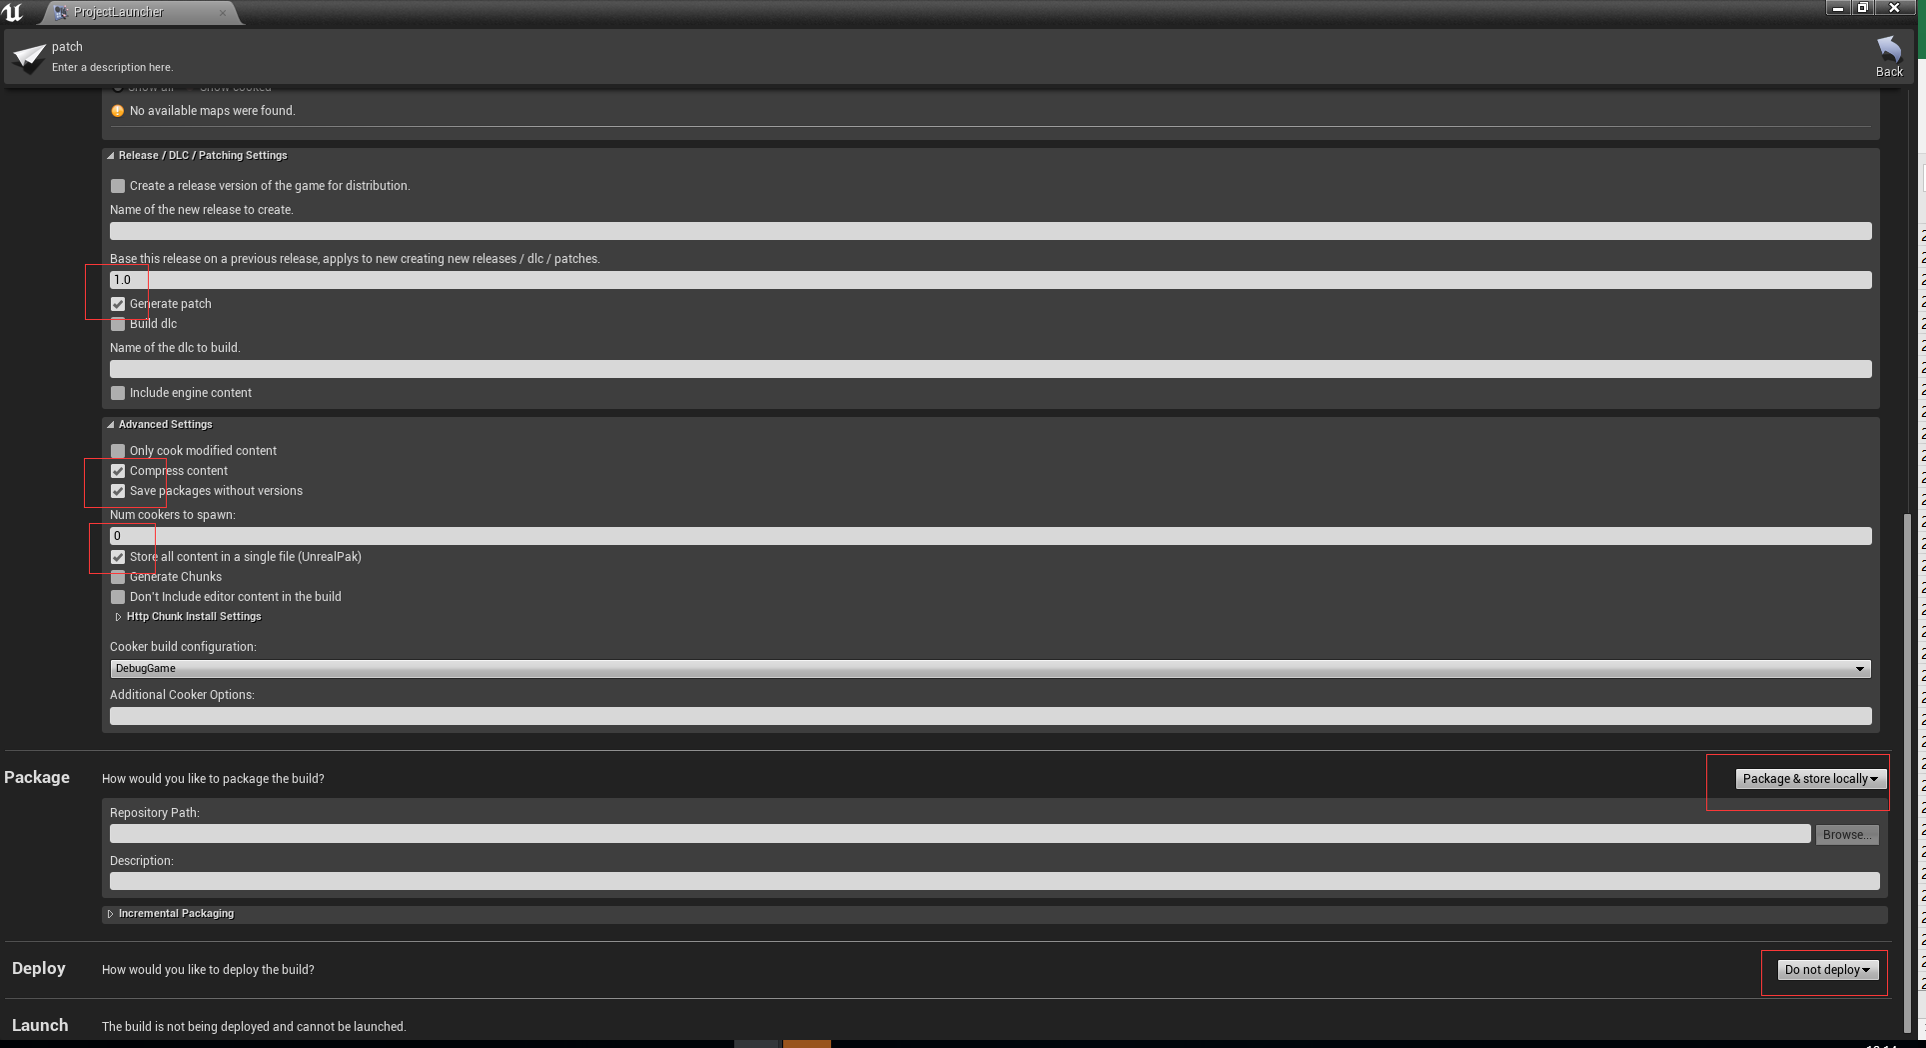 ProjectLauncher
patch
Enter a description here.
Back
Show all Show cooked
No available maps were found.
Release / DLC / Patching Settings
Create a release version of the game for distribution.
Name of the new release to create.
Base this release on a previous release, applys to new creating new releases / dlc / patches.
1.0
Generate patch
Build dlc
Name of the dlc to build.
Include engine content
Advanced Settings
Only cook modified content
Compress content
Save packages without versions
Num cookers to spawn:
0
Store all content in a single file (UnrealPak)
Generate Chunks
Don't Include editor content in the build
Http Chunk Install Settings
Cooker build configuration:
DebugGame
Additional Cooker Options:
Package How would you like to package the build? Package & store locally
Repository Path:
Browse...
Description:
Incremental Packaging
Deploy How would you like to deploy the build? Do not deploy
Launch The build is not being deployed and cannot be launched.